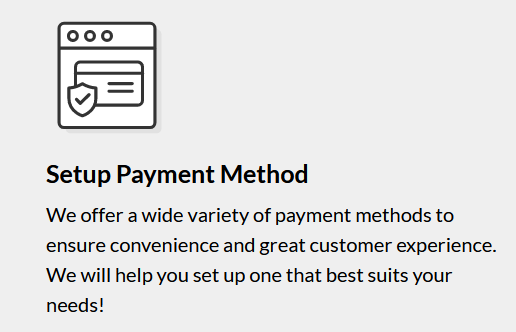 Setup Payment Method
We offer a wide variety of payment methods to
ensure convenience and great customer experience.
We will help you set up one that best suits your
needs!